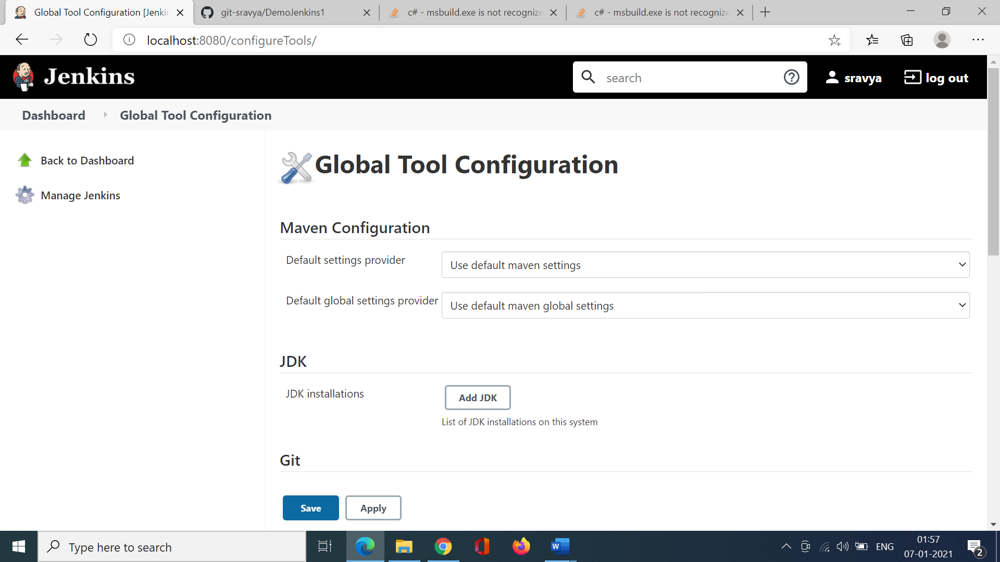 Global Tool Configuration [Jenki
git-sravya/DemoJenkins1
c# - msbuild.exe is not recognize
c# - msbuild.exe is not recognize
localhost:8080/configureTools/
Jenkins
search
sravya
log out
Dashboard
Global Tool Configuration
Back to Dashboard
Manage Jenkins
Global Tool Configuration
Maven Configuration
Default settings provider
Use default maven settings
Default global settings provider
Use default maven global settings
JDK
JDK installations
Add JDK
List of JDK installations on this system
Git
Save
Apply
Type here to search
W
ENG
01:57
07-01-2021
2